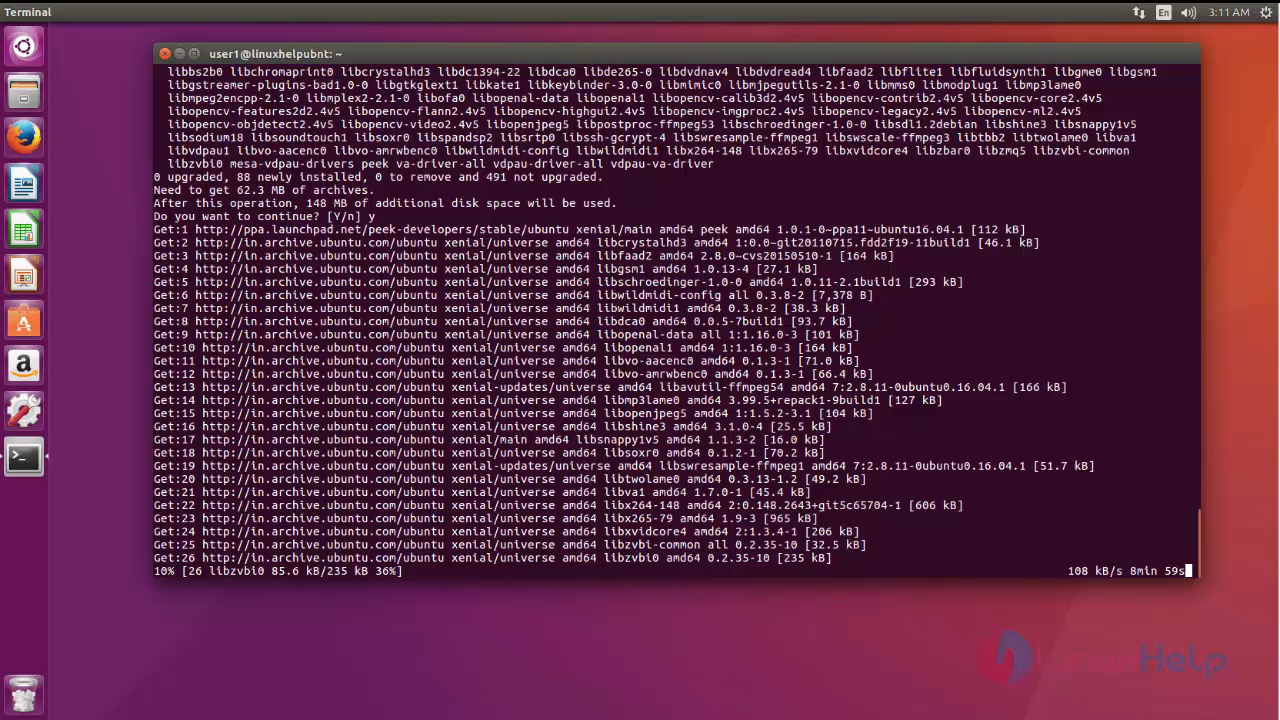 Terminal
En
3:11 AM
user1@linuxhelpubnt: ~
libbs2b0 libchromaprint0 libcrystalhd3 libdc1394-22 libdca0 libde265-0 libdvdnav4 libdvdread4 libfaad2 libflite1 libfluidsynth1 libgme0 libgsm1
libgstreamer-plugins-bad1.0-0 libgtkglext1 libkate1 libkeybinder-3.0-0 libmimic0 libmjpegutils-2.1-0 libmms0 libmodplug1 libmp3lame0
libmpeg2encpp-2.1-0 libmplex2-2.1-0 libofa0 libopenal-data libopenal1 libopencv-calib3d2.4v5 libopencv-contrib2.4v5 libopencv-core2.4v5
libopencv-features2d2.4v5 libopencv-flann2.4v5 libopencv-highgui2.4v5 libopencv-imgproc2.4v5 libopencv-legacy2.4v5 libopencv-ml2.4v5
libopencv-objdetect2.4v5 libopencv-video2.4v5 libopenjpeg5 libpostproc-ffmpeg53 libschroedinger-1.0-0 libsdl1.2debian libshine3 libsnappy1v5
libsodium18 libsoundtouch1 libsoxr0 libspandsp2 libsrtp0 libssh-gcrypt-4 libswresample-ffmpeg1 libswscale-ffmpeg3 libtbb2 libtwolame0 libva1
libvdpau1 libvo-aacenc0 libvo-amrwbenc0 libwildmidi-config libwildmidi1 libx264-148 libx265-79 libxvidcore4 libzbar0 libzmq5 libzvbi-common
libzvbi0 mesa-vdpau-drivers peek va-driver-all vdpau-driver-all vdpau-va-driver
0 upgraded, 88 newly installed, 0 to remove and 491 not upgraded.
Need to get 62.3 MB of archives.
After this operation, 148 MB of additional disk space will be used.
Do you want to continue? [Y/n] y
Get:1 http://ppa.launchpad.net/peek-developers/stable/ubuntu xenial/main amd64 peek amd64 1.0.1-0~ppa11~ubuntu16.04.1 [112 kB]
Get:2 http://in.archive.ubuntu.com/ubuntu xenial/universe amd64 libcrystalhd3 amd64 1:0.0~git20110715.fdd2f19-11build1 [46.1 kB]
Get:3 http://in.archive.ubuntu.com/ubuntu xenial/universe amd64 libfaad2 amd64 2.8.0~cvs20150510-1 [164 kB]
Get:4 http://in.archive.ubuntu.com/ubuntu xenial/universe amd64 libgsm1 amd64 1.0.13-4 [27.1 kB]
Get:5 http://in.archive.ubuntu.com/ubuntu xenial/universe amd64 libschroedinger-1.0-0 amd64 1.0.11-2.1build1 [293 kB]
Get:6 http://in.archive.ubuntu.com/ubuntu xenial/universe amd64 libwildmidi-config all 0.3.8-2 [7,378 B]
Get:7 http://in.archive.ubuntu.com/ubuntu xenial/universe amd64 libwildmidi1 amd64 0.3.8-2 [38.3 kB]
Get:8 http://in.archive.ubuntu.com/ubuntu xenial/universe amd64 libdca0 amd64 0.0.5-7build1 [93.7 kB]
Get:9 http://in.archive.ubuntu.com/ubuntu xenial/universe amd64 libopenal-data all 1:1.16.0-3 [101 kB]
Get:10 http://in.archive.ubuntu.com/ubuntu xenial/universe amd64 libopenal1 amd64 1:1.16.0-3 [164 kB]
Get:11 http://in.archive.ubuntu.com/ubuntu xenial/universe amd64 libvo-aacenc0 amd64 0.1.3-1 [71.0 kB]
Get:12 http://in.archive.ubuntu.com/ubuntu xenial/universe amd64 libvo-amrwbenc0 amd64 0.1.3-1 [66.4 kB]
Get:13 http://in.archive.ubuntu.com/ubuntu xenial-updates/universe amd64 libavutil-ffmpeg54 amd64 7:2.8.11-0ubuntu0.16.04.1 [166 kB]
Get:14 http://in.archive.ubuntu.com/ubuntu xenial/universe amd64 libmp3lame0 amd64 3.99.5+repack1-9build1 [127 kB]
Get:15 http://in.archive.ubuntu.com/ubuntu xenial/universe amd64 libopenjpeg5 amd64 1:1.5.2-3.1 [104 kB]
Get:16 http://in.archive.ubuntu.com/ubuntu xenial/universe amd64 libshine3 amd64 3.1.0-4 [25.5 kB]
Get:17 http://in.archive.ubuntu.com/ubuntu xenial/main amd64 libsnappy1v5 amd64 1.1.3-2 [16.0 kB]
Get:18 http://in.archive.ubuntu.com/ubuntu xenial/universe amd64 libsoxr0 amd64 0.1.2-1 [70.2 kB]
Get:19 http://in.archive.ubuntu.com/ubuntu xenial-updates/universe amd64 libswresample-ffmpeg1 amd64 7:2.8.11-0ubuntu0.16.04.1 [51.7 kB]
Get:20 http://in.archive.ubuntu.com/ubuntu xenial/universe amd64 libtwolame0 amd64 0.3.13-1.2 [49.2 kB]
Get:21 http://in.archive.ubuntu.com/ubuntu xenial/universe amd64 libva1 amd64 1.7.0-1 [45.4 kB]
Get:22 http://in.archive.ubuntu.com/ubuntu xenial/universe amd64 libx264-148 amd64 2:0.148.2643+git5c65704-1 [606 kB]
Get:23 http://in.archive.ubuntu.com/ubuntu xenial/universe amd64 libx265-79 amd64 1.9-3 [965 kB]
Get:24 http://in.archive.ubuntu.com/ubuntu xenial/universe amd64 libxvidcore4 amd64 2:1.3.4-1 [206 kB]
Get:25 http://in.archive.ubuntu.com/ubuntu xenial/universe amd64 libzvbi-common all 0.2.35-10 [32.5 kB]
Get:26 http://in.archive.ubuntu.com/ubuntu xenial/universe amd64 libzvbi0 amd64 0.2.35-10 [235 kB]
10% [26 libzvbi0 85.6 kB/235 kB 36%] 108 kB/s 8min 59s
LinuxHelp